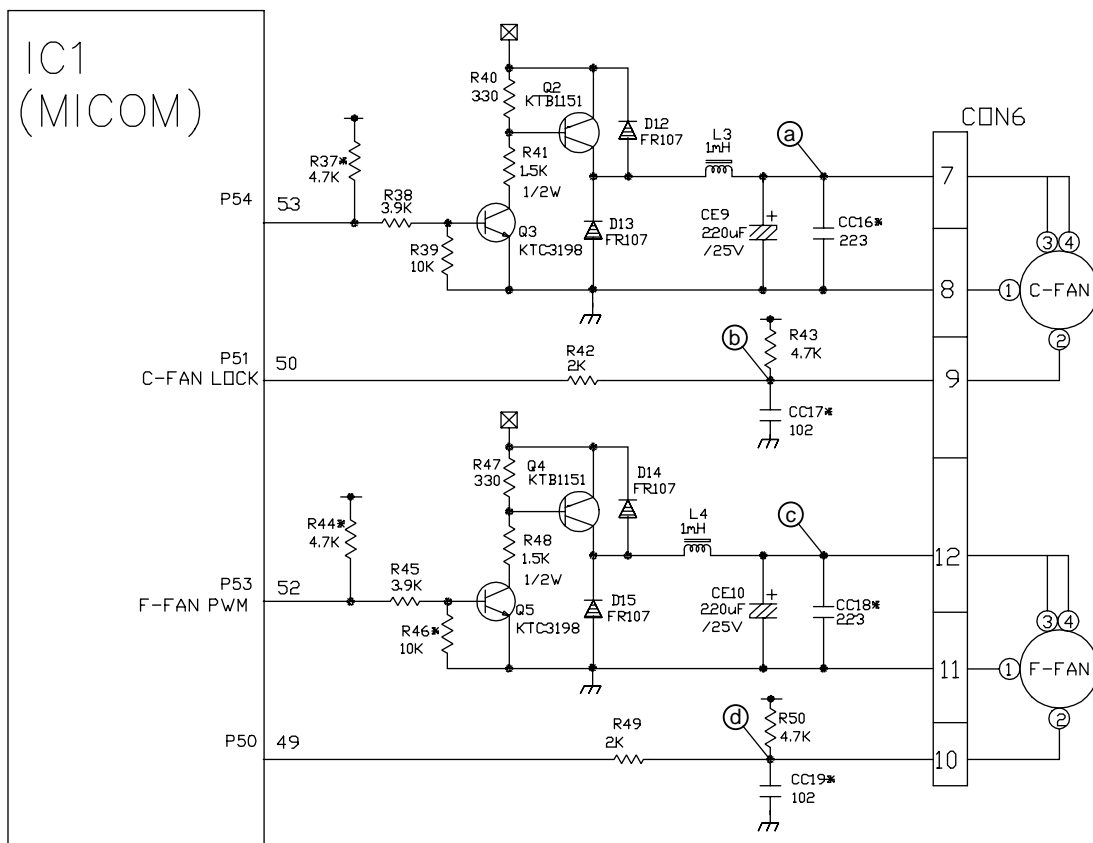 IC1
(MICOM)
R40
330
Q2
KTB1151
D12
FR107
CON6
L3
1mH
a
R37*
4.7K
R41
1.5K
1/2W
7
P54
53
R38
3.9K
Q3
KTC3198
D13
FR107
CE9
220uF
/25V
CC16*
223
3
4
R39
10K
8
1
C-FAN
2
P51
50
C-FAN LOCK
R42
2K
b
R43
4.7K
9
CC17*
102
R47
330
Q4
KTB1151
D14
FR107
L4
1mH
c
R44*
4.7K
R48
1.5K
1/2W
12
P53
52
F-FAN PWM
R45
3.9K
Q5
KTC3198
D15
FR107
CE10
220uF
/25V
CC18*
223
3
4
R46*
10K
11
1
F-FAN
2
P50
49
R49
2K
d
R50
4.7K
10
CC19*
102